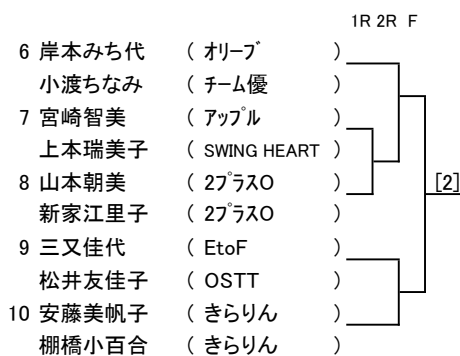 1R 2R F
6 岸本みち代 ( オリーブ )
小渡ちなみ ( チーム優 )
7 宮崎智美 ( アップル )
上本瑞美子 ( SWING HEART )
8 山本朝美 ( 2プラスO )
[2]
新家江里子 ( 2プラスO )
9 三又佳代 ( EtoF )
松井友佳子 ( OSTT )
10 安藤美帆子 ( きらりん )
棚橋小百合 ( きらりん )